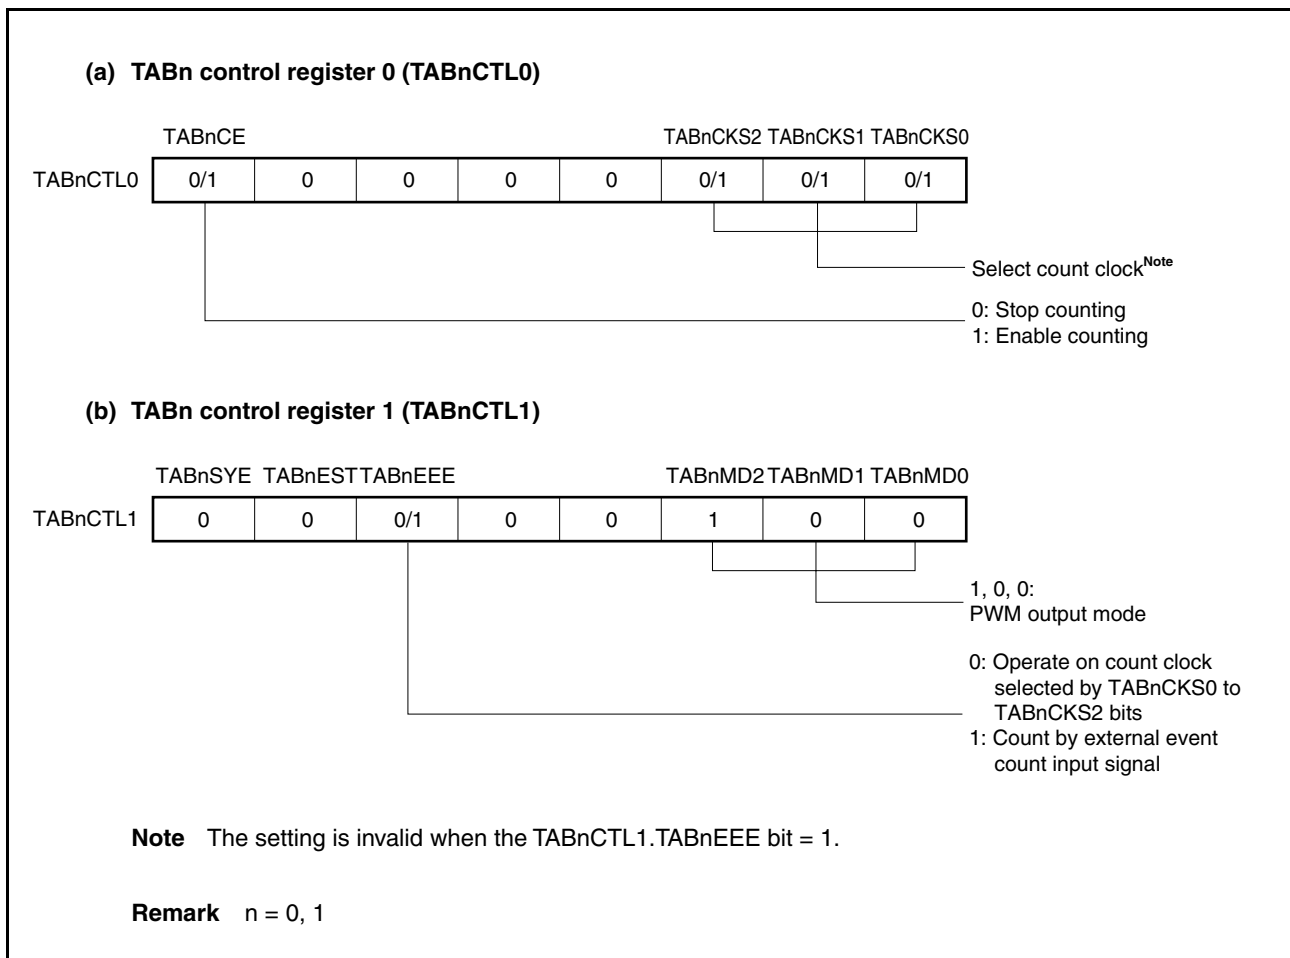 (a) TABn control register 0 (TABnCTL0)
TABnCE TABnCKS2 TABnCKS1 TABnCKS0
TABnCTL0 0/1 0 0 0 0 0/1 0/1 0/1
Select count clockNote
0: Stop counting
1: Enable counting
(b) TABn control register 1 (TABnCTL1)
TABnSYE TABnEST TABnEEE TABnMD2 TABnMD1 TABnMD0
TABnCTL1 0 0 0/1 0 0 1 0 0
1, 0, 0:
PWM output mode
0: Operate on count clock
selected by TABnCKS0 to
TABnCKS2 bits
1: Count by external event
count input signal
Note The setting is invalid when the TABnCTL1.TABnEEE bit = 1.
Remark n = 0, 1